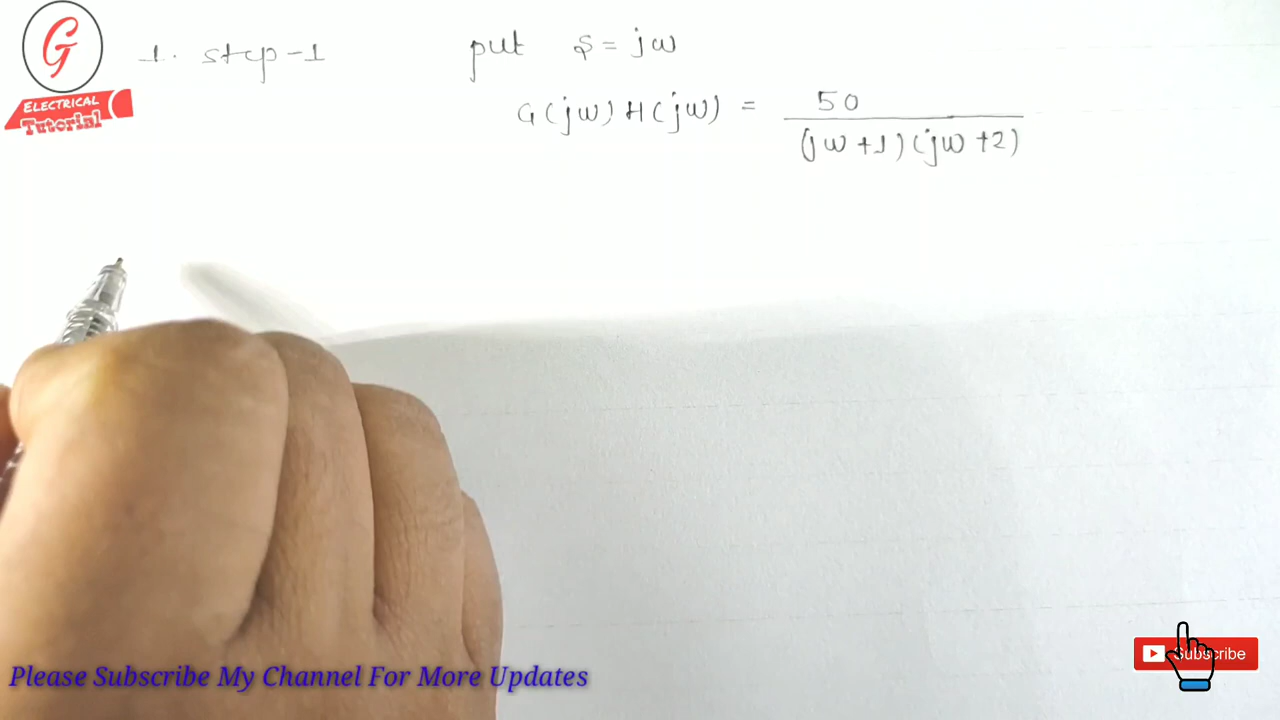 G
ELECTRICAL
Tutorial
1. step-1 put S = jω
G(jω) H(jω) = 50
(jω+1)(jω+2)
Please Subscribe My Channel For More Updates
Subscribe